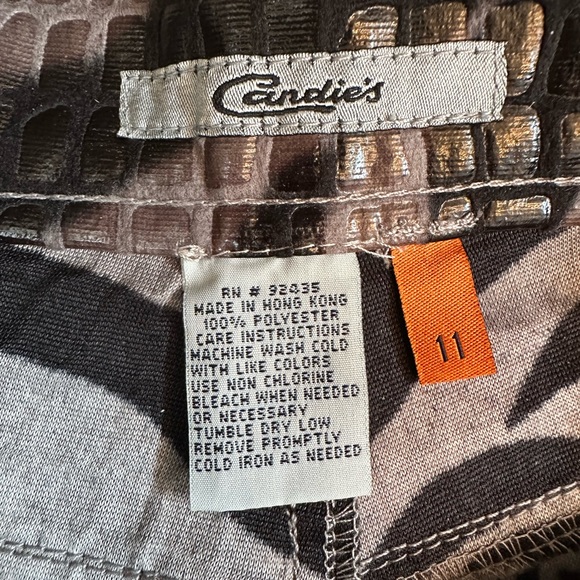 Candie's
RN # 92435
MADE IN HONG KONG
100% POLYESTER
CARE INSTRUCTIONS
MACHINE WASH COLD
WITH LIKE COLORS
USE NON CHLORINE
BLEACH WHEN NEEDED
OR NECESSARY
TUMBLE DRY LOW
REMOVE PROMPTLY
COLD IRON AS NEEDED
11